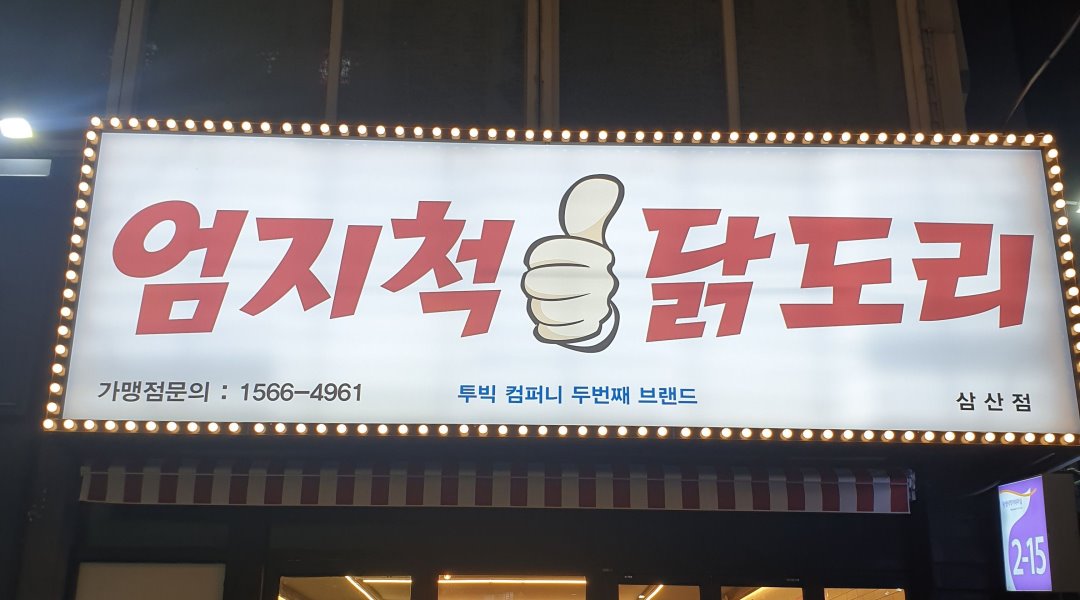 엄지척 닭도리
가맹점문의 : 1566-4961
투빅 컴퍼니 두번째 브랜드
삼산점
2-15